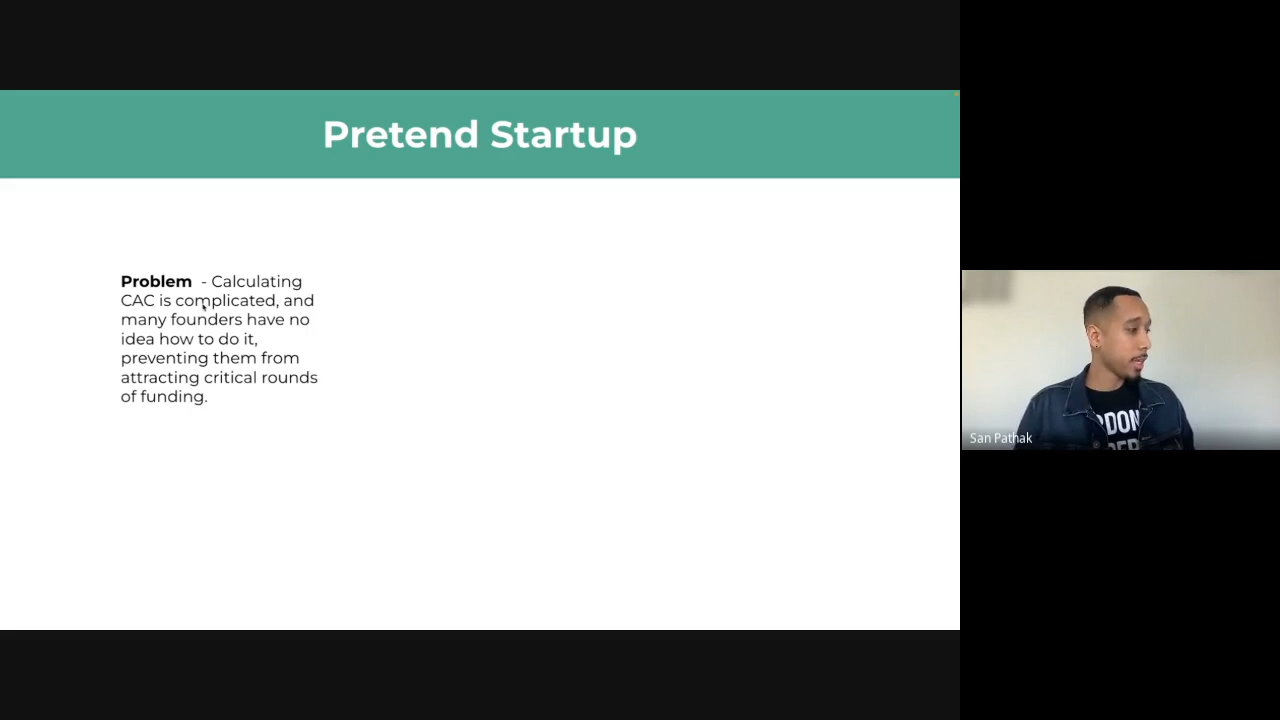 Pretend Startup
Problem - Calculating
CAC is complicated, and
many founders have no
idea how to do it,
preventing them from
attracting critical rounds
of funding.
San Pathak
DON